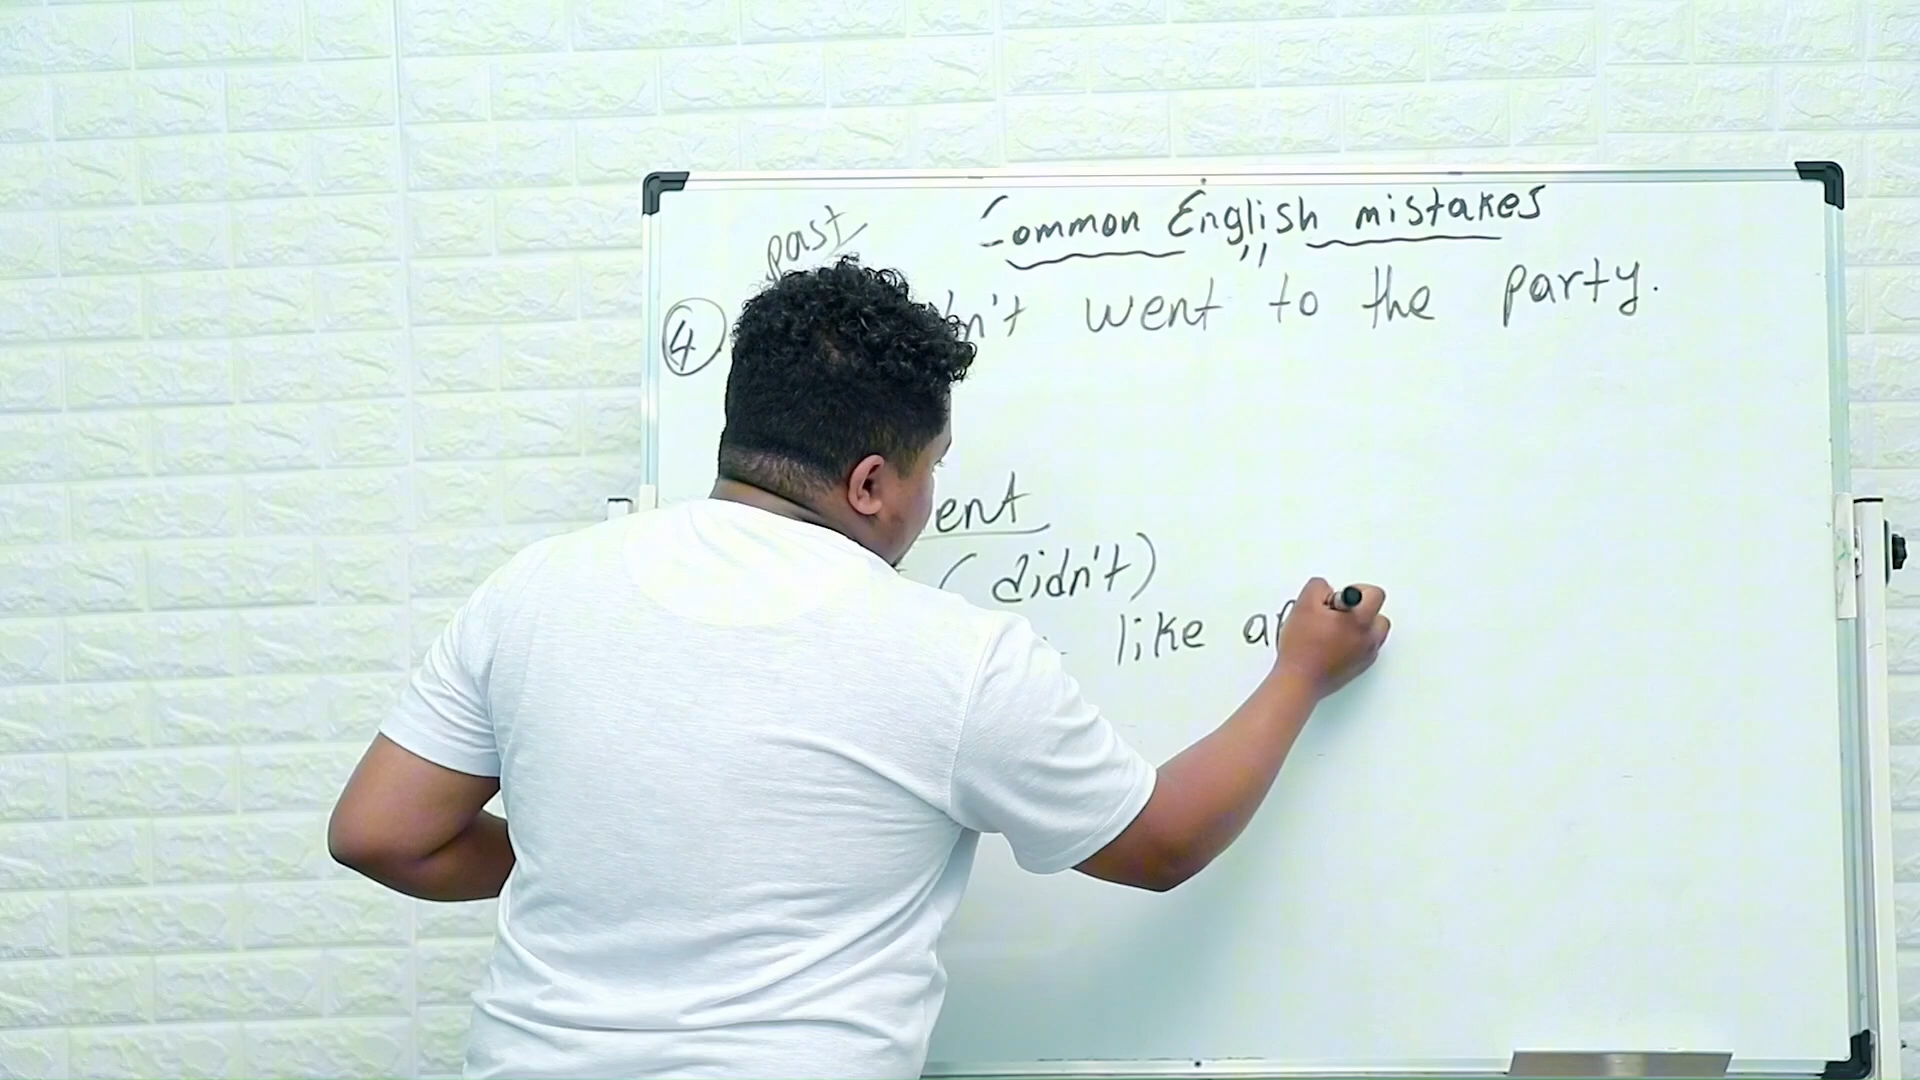 Common English mistakes
past
4 n't went to the party.
ent
(didn't)
like